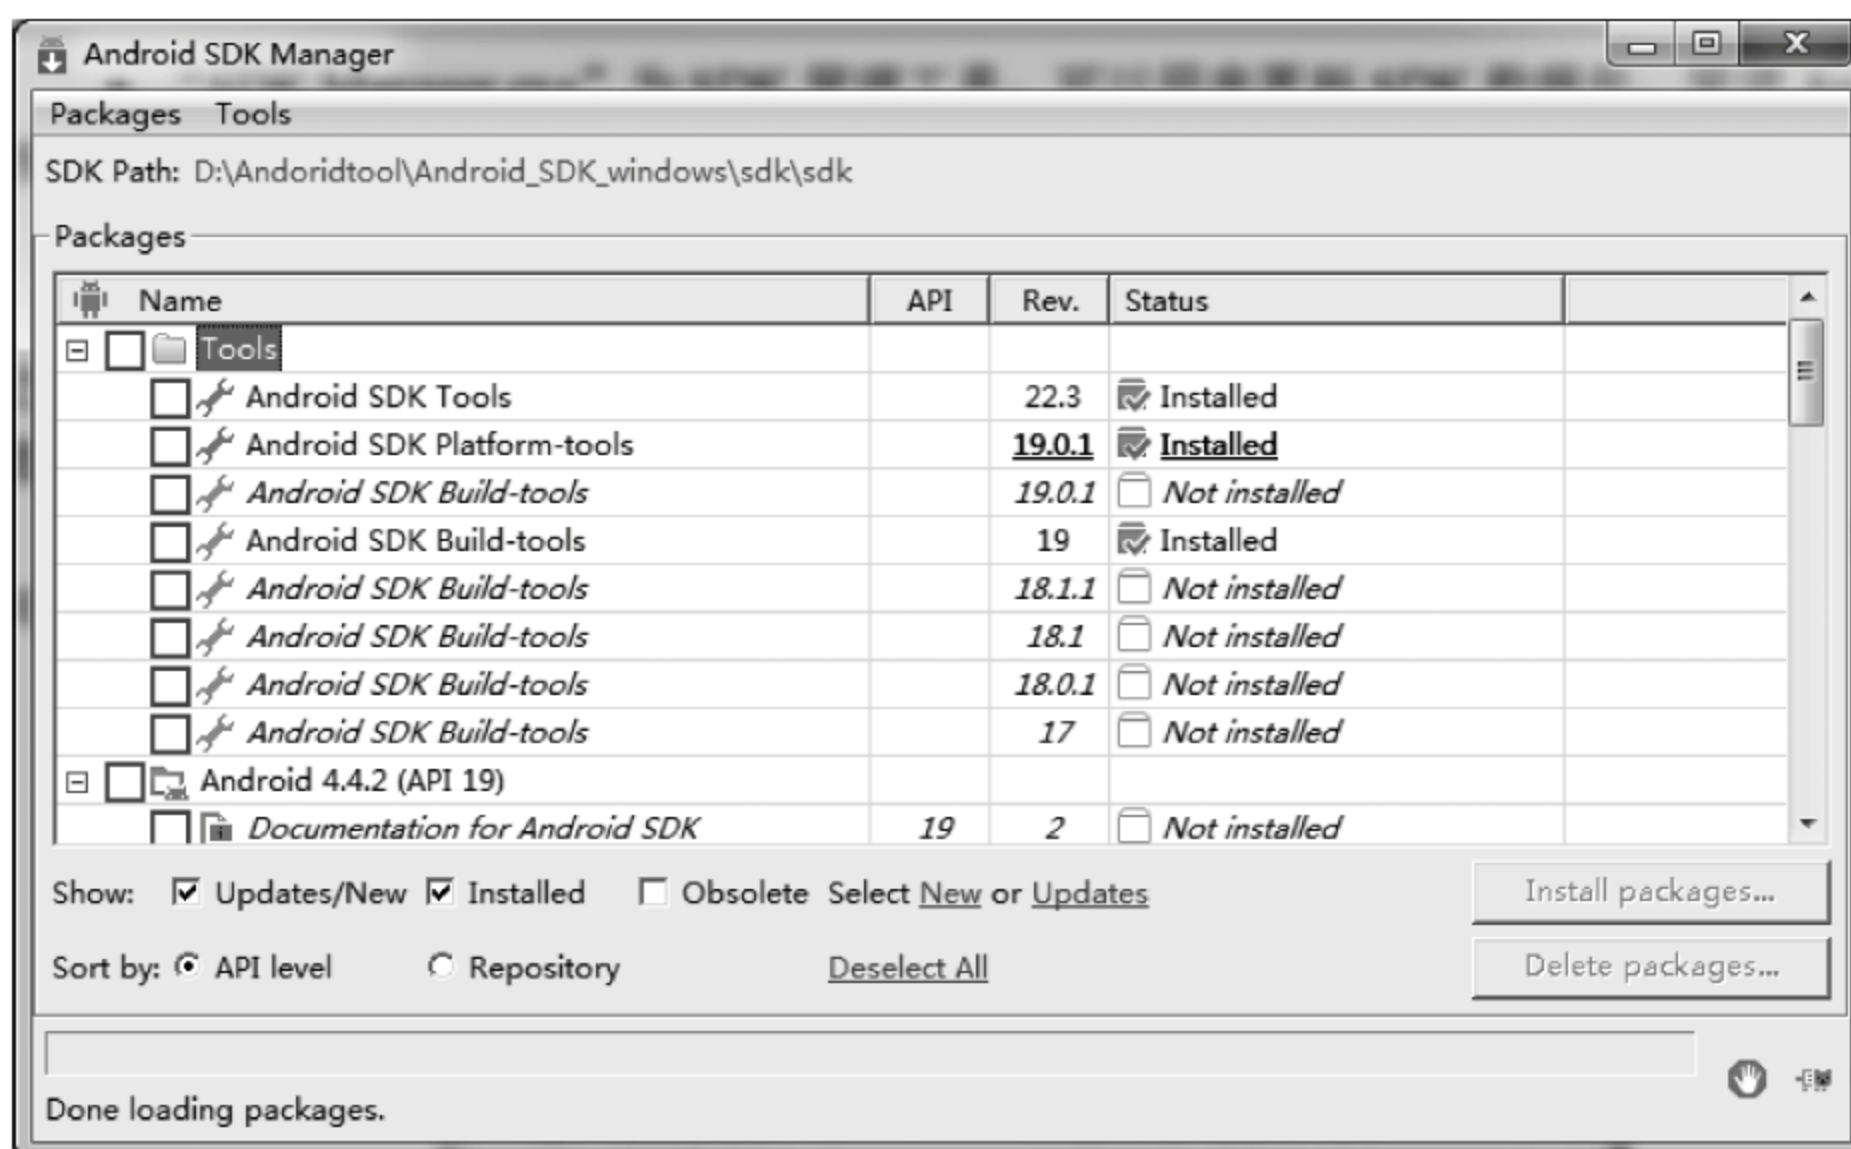 Android SDK Manager
Packages Tools
SDK Path: D:\Andoridtool\Android_SDK_windows\sdk\sdk
Packages
Name API Rev. Status
Tools
Android SDK Tools 22.3 Installed
Android SDK Platform-tools 19.0.1 Installed
Android SDK Build-tools 19.0.1 Not installed
Android SDK Build-tools 19 Installed
Android SDK Build-tools 18.1.1 Not installed
Android SDK Build-tools 18.1 Not installed
Android SDK Build-tools 18.0.1 Not installed
Android SDK Build-tools 17 Not installed
Android 4.4.2 (API 19)
Documentation for Android SDK 19 2 Not installed
Show: Updates/New Installed Obsolete Select New or Updates Install packages...
Sort by: API level Repository Deselect All Delete packages...
Done loading packages.